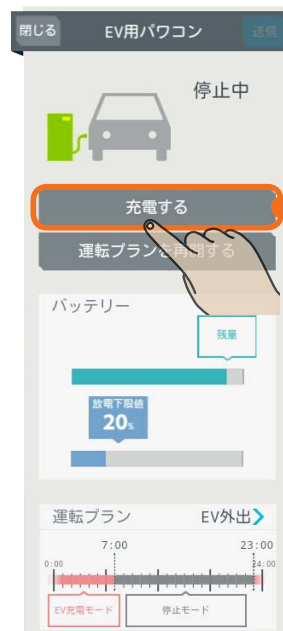 閉じる EV用パワコン 送信
停止中
充電する
運転プランを再開する
バッテリー
残量
放電下限値
20%
運転プラン EV外出
7:00 23:00
0:00 24:00
EV充電モード 停止モード